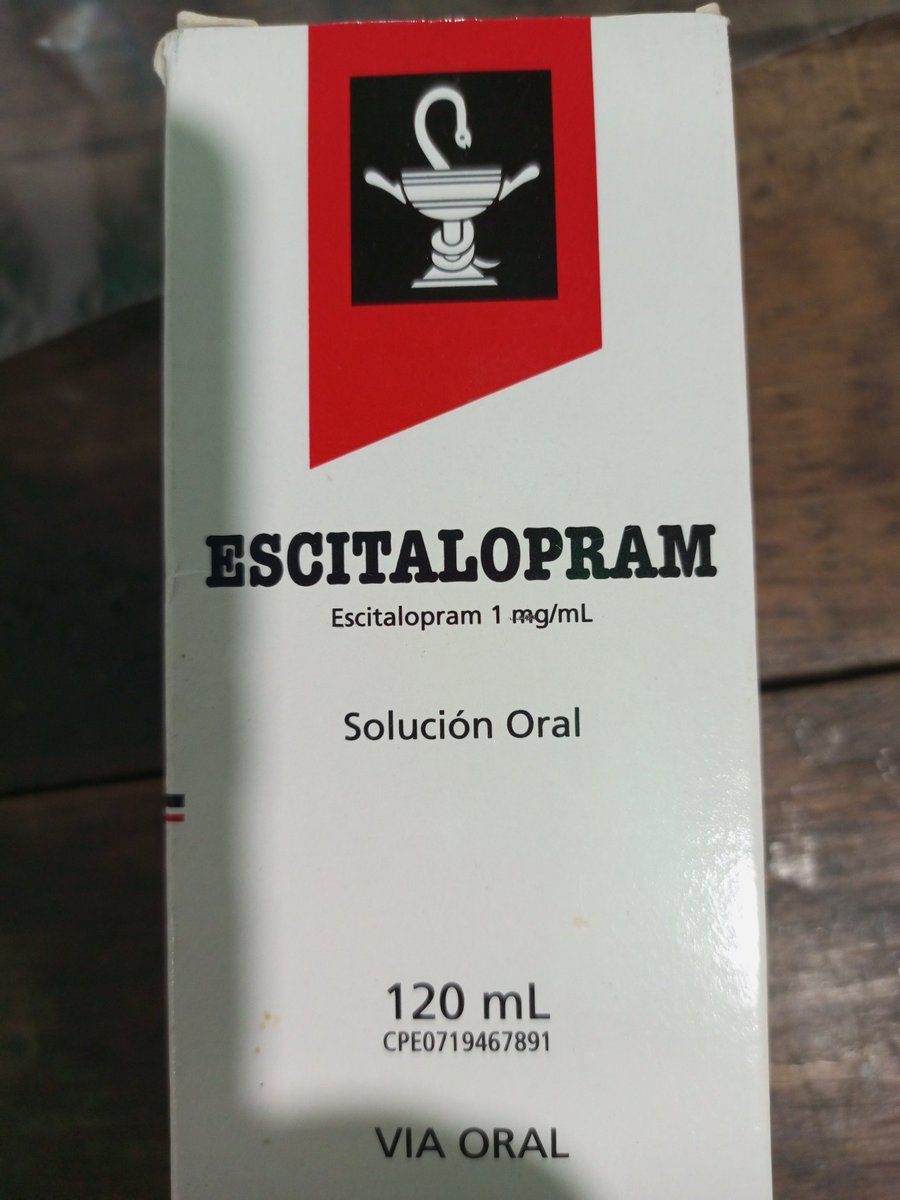 ESCITALOPRAM
Escitalopram 1 mg/mL
Solución Oral
120 mL
CPE0719467891
VIA ORAL